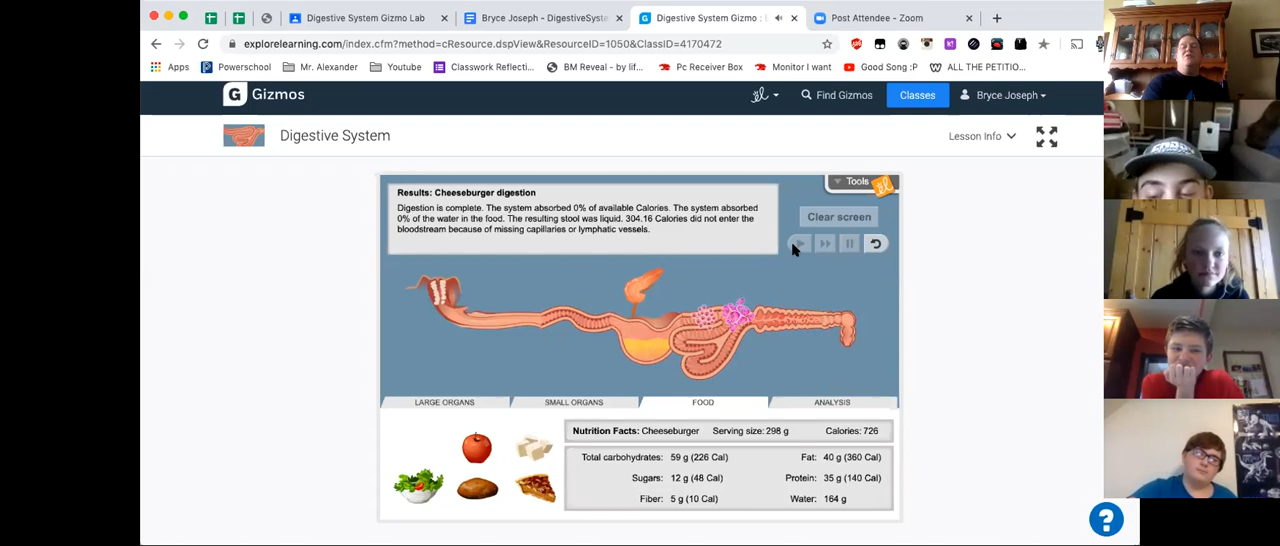 Digestive System Gizmo Lab
Bryce Joseph - DigestiveSyste
Digestive System Gizmo : E
Post Attendee - Zoom
explorelearning.com/index.cfm?method=cResource.dspView&ResourceID=1050&ClassID=4170472
Apps Powerschool Mr. Alexander Youtube Classwork Reflecti... BM Reveal - by lif... Pc Receiver Box Monitor I want Good Song :P ALL THE PETITIO...
G Gizmos Find Gizmos Classes Bryce Joseph
Digestive System Lesson Info
Tools
Results: Cheeseburger digestion
Digestion is complete. The system absorbed 0% of available Calories. The system absorbed
0% of the water in the food. The resulting stool was liquid. 304.16 Calories did not enter the
bloodstream because of missing capillaries or lymphatic vessels.
Clear screen
LARGE ORGANS SMALL ORGANS FOOD ANALYSIS
Nutrition Facts: Cheeseburger Serving size: 298 g Calories: 726
Total carbohydrates: 59 g (226 Cal) Fat: 40 g (360 Cal)
Sugars: 12 g (48 Cal) Protein: 35 g (140 Cal)
Fiber: 5 g (10 Cal) Water: 164 g
?